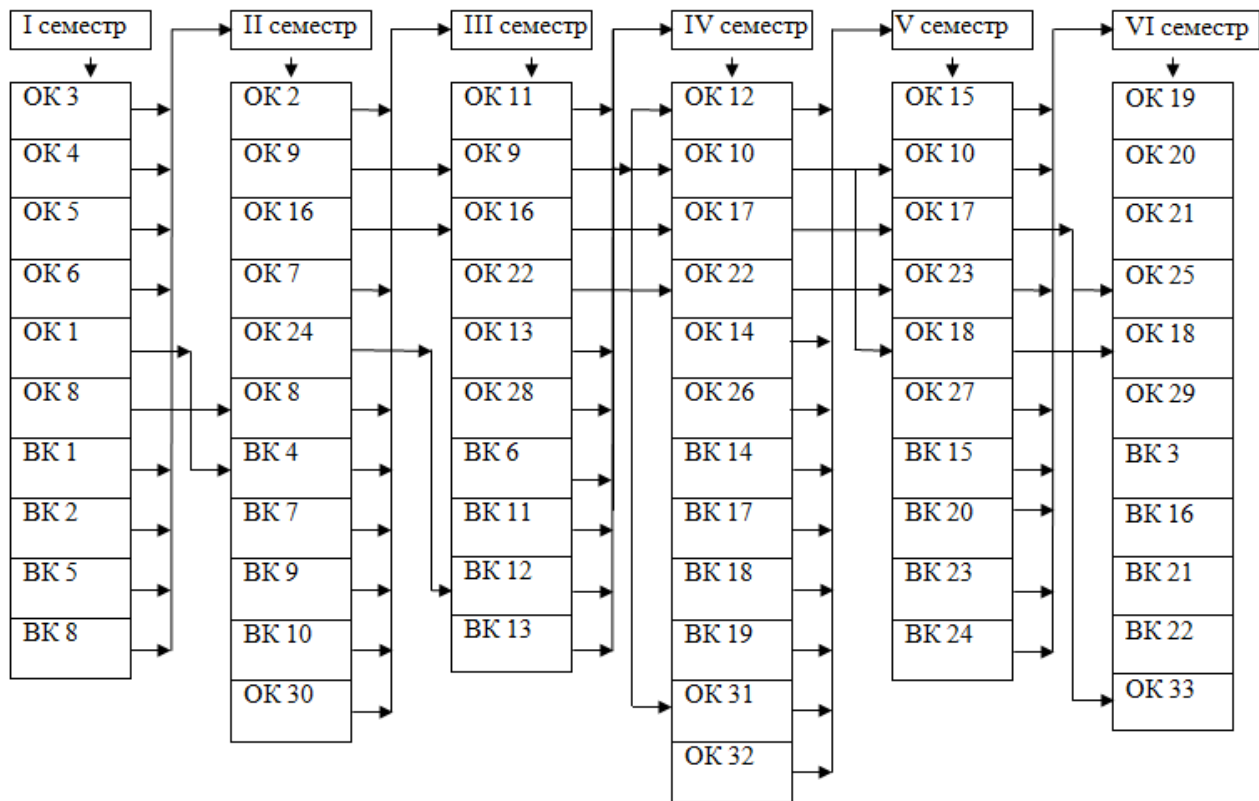 I семестр
II семестр
III семестр
IV семестр
V семестр
VI семестр
ОК 3
ОК 4
ОК 5
ОК 6
ОК 1
ОК 8
ВК 1
ВК 2
ВК 5
ВК 8
ОК 2
ОК 9
ОК 16
ОК 7
ОК 24
ОК 8
ВК 4
ВК 7
ВК 9
ВК 10
ОК 30
ОК 11
ОК 9
ОК 16
ОК 22
ОК 13
ОК 28
ВК 6
ВК 11
ВК 12
ВК 13
ОК 12
ОК 10
ОК 17
ОК 22
ОК 14
ОК 26
ВК 14
ВК 17
ВК 18
ВК 19
ОК 31
ОК 32
ОК 15
ОК 10
ОК 17
ОК 23
ОК 18
ОК 27
ВК 15
ВК 20
ВК 23
ВК 24
ОК 19
ОК 20
ОК 21
ОК 25
ОК 18
ОК 29
ВК 3
ВК 16
ВК 21
ВК 22
ОК 33